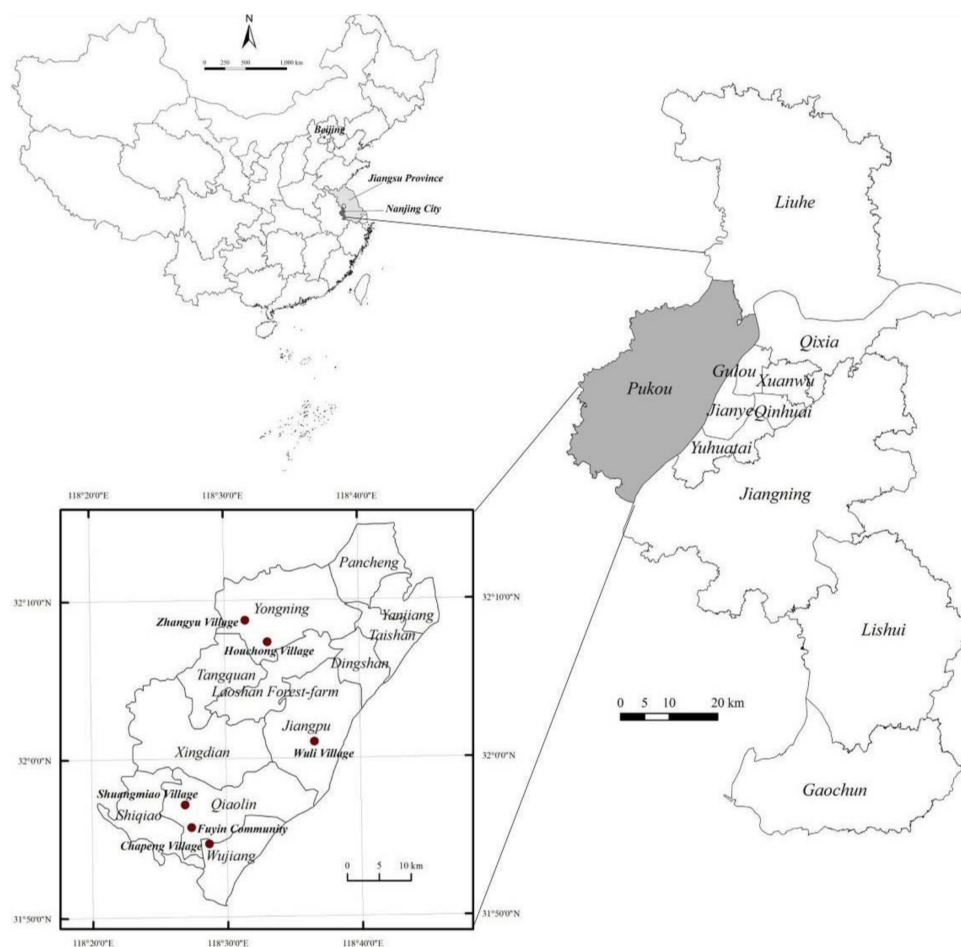 N
0 250 500 1,000 km
Beijing
Jiangsu Province
Nanjing City
Liuhe
Qixia
Gulou
Xuanwu
Pukou
Jianye
Qinhuai
Yuhuatai
Jiangning
Lishui
0 5 10 20 km
Gaochun
118°20'0"E 118°30'0"E 118°40'0"E
Pancheng
32°10'0"N 32°10'0"N
Yongning
Yanjiang
Zhangyu Village
Taishan
Houchong Village
Dingshan
Tangquan
Laoshan Forest-farm
Jiangpu
Xingdian
Wuli Village
32°0'0"N 32°0'0"N
Shuangmiao Village
Qiaolin
Shiqiao
Fuyin Community
Chapeng Village
Wujiang
0 5 10 km
31°50'0"N 31°50'0"N
118°20'0"E 118°30'0"E 118°40'0"E